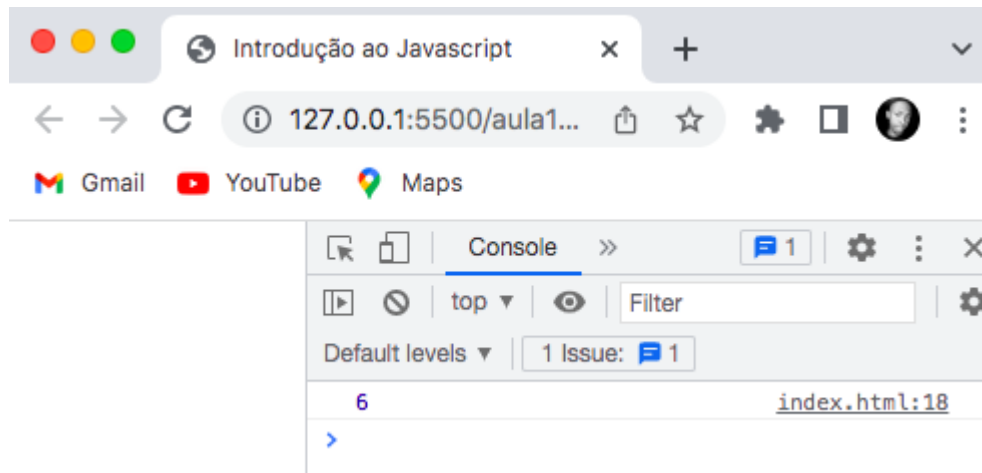 Introdução ao Javascript
127.0.0.1:5500/aula1...
Gmail YouTube Maps
Console 1
top Filter
Default levels 1 Issue: 1
6 index.html:18